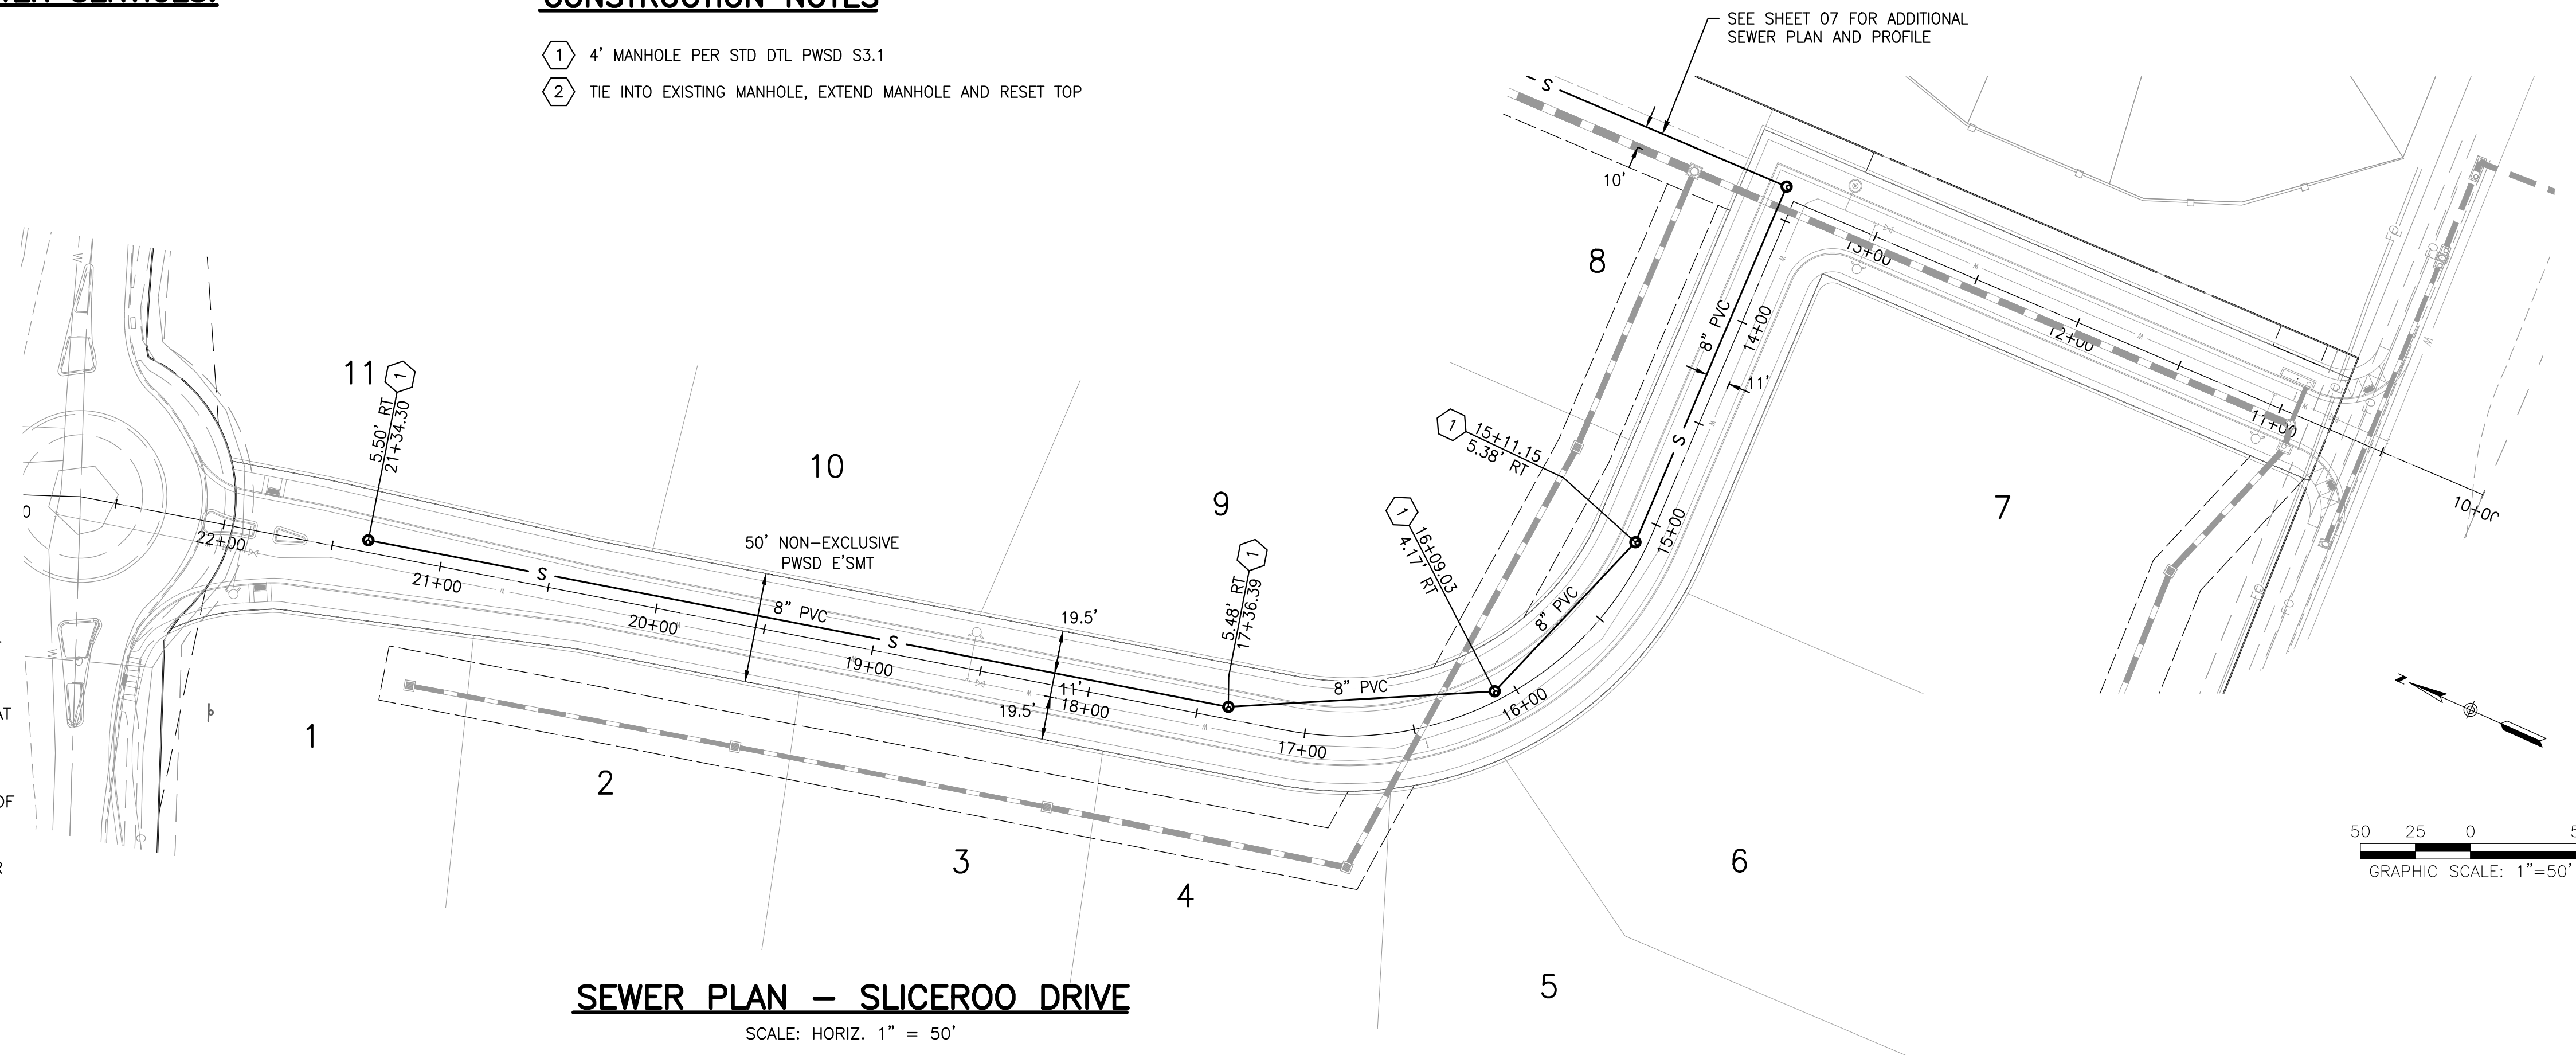 CONSTRUCTION NOTES
1 4' MANHOLE PER STD DTL PWSD S3.1
2 TIE INTO EXISTING MANHOLE, EXTEND MANHOLE AND RESET TOP
SEE SHEET 07 FOR ADDITIONAL
SEWER PLAN AND PROFILE
S
10'
8
13+00
12+00
11+00
10+00
8" PVC
14+00
11'
S
15+00
7
11
1
5.50' RT
21+34.30
10
9
1
15+11.15
5.38' RT
1
16+09.03
4.17' RT
1
5.48' RT
17+36.39
50' NON-EXCLUSIVE
PWSD E'SMT
22+00
21+00
S
20+00
8" PVC
19+00
S
19.5'
11'
18+00
19.5'
8" PVC
17+00
8" PVC
16+00
1
2
3
4
5
6
AT
OF
R
N
50 25 0
GRAPHIC SCALE: 1"=50'
SEWER PLAN – SLICEROO DRIVE
SCALE: HORIZ. 1" = 50'